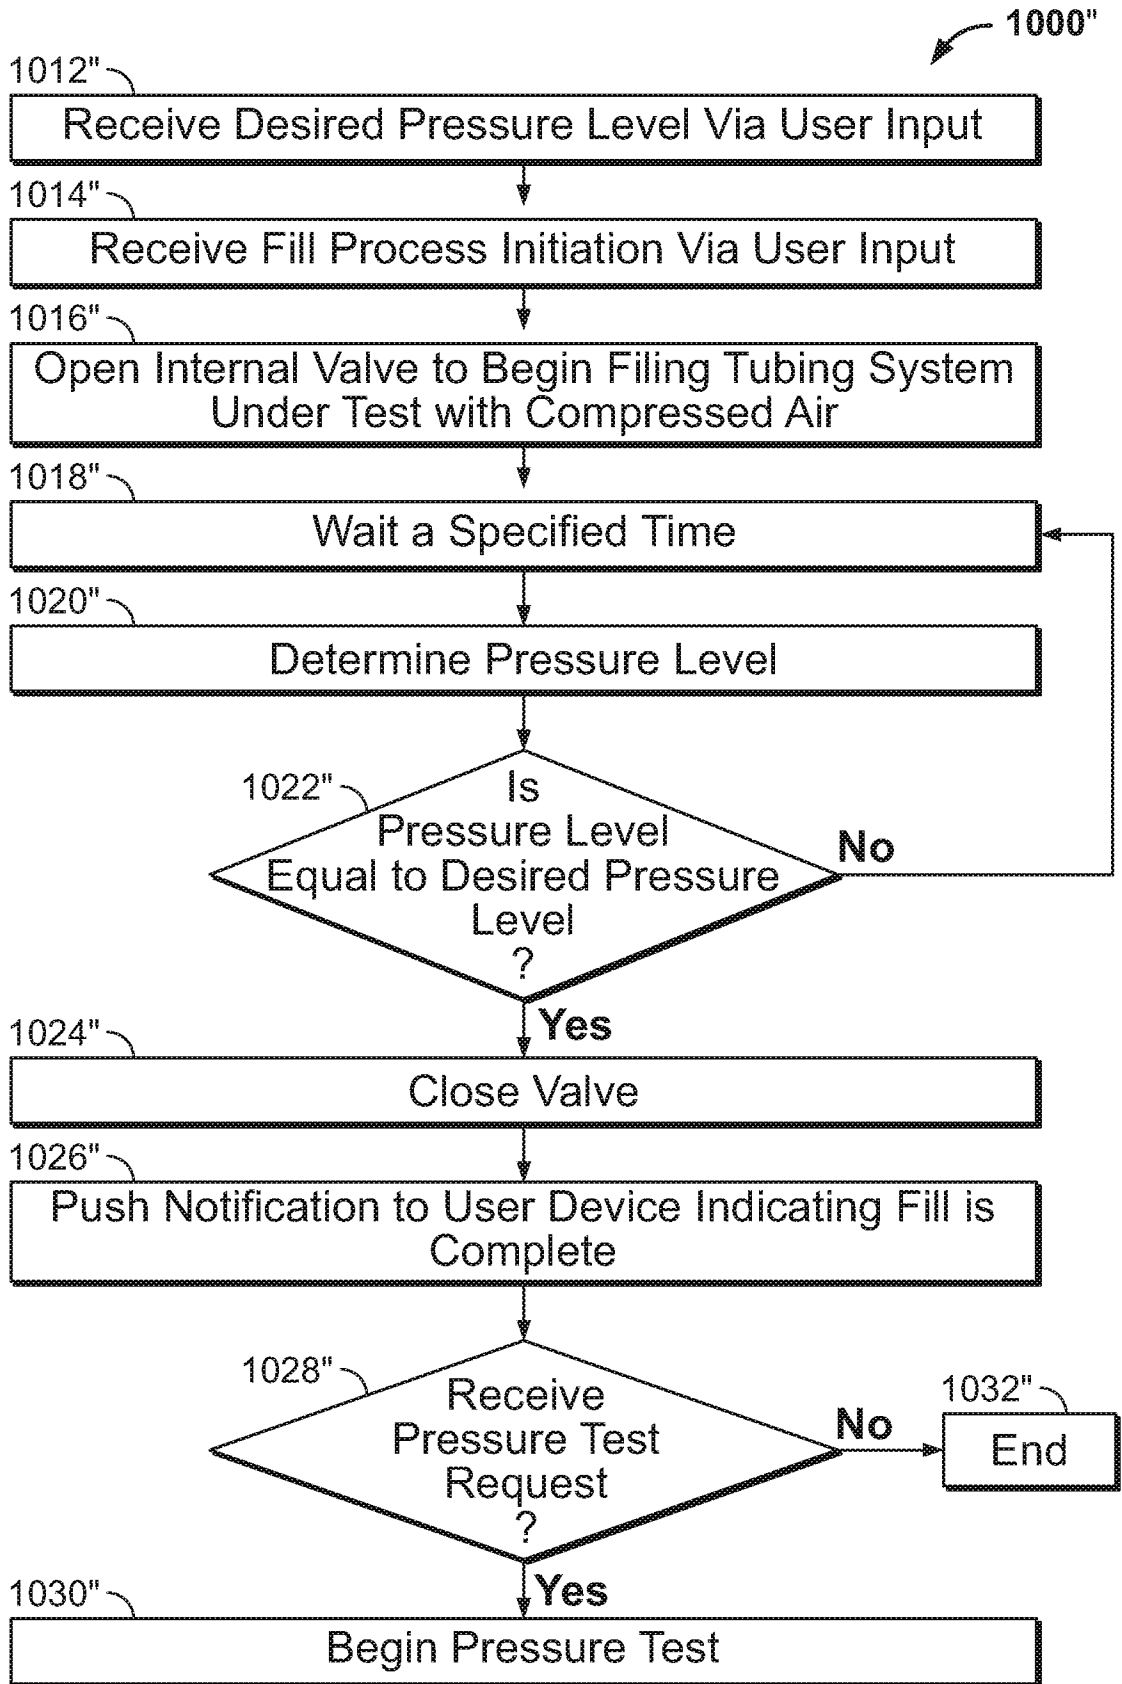 1000"
1012"
Receive Desired Pressure Level Via User Input
1014"
Receive Fill Process Initiation Via User Input
1016"
Open Internal Valve to Begin Filing Tubing System
Under Test with Compressed Air
1018"
Wait a Specified Time
1020"
Determine Pressure Level
1022"
Is
Pressure Level
Equal to Desired Pressure
Level
?
No
Yes
1024"
Close Valve
1026"
Push Notification to User Device Indicating Fill is
Complete
1028"
Receive
Pressure Test
Request
?
No
1032"
End
Yes
1030"
Begin Pressure Test